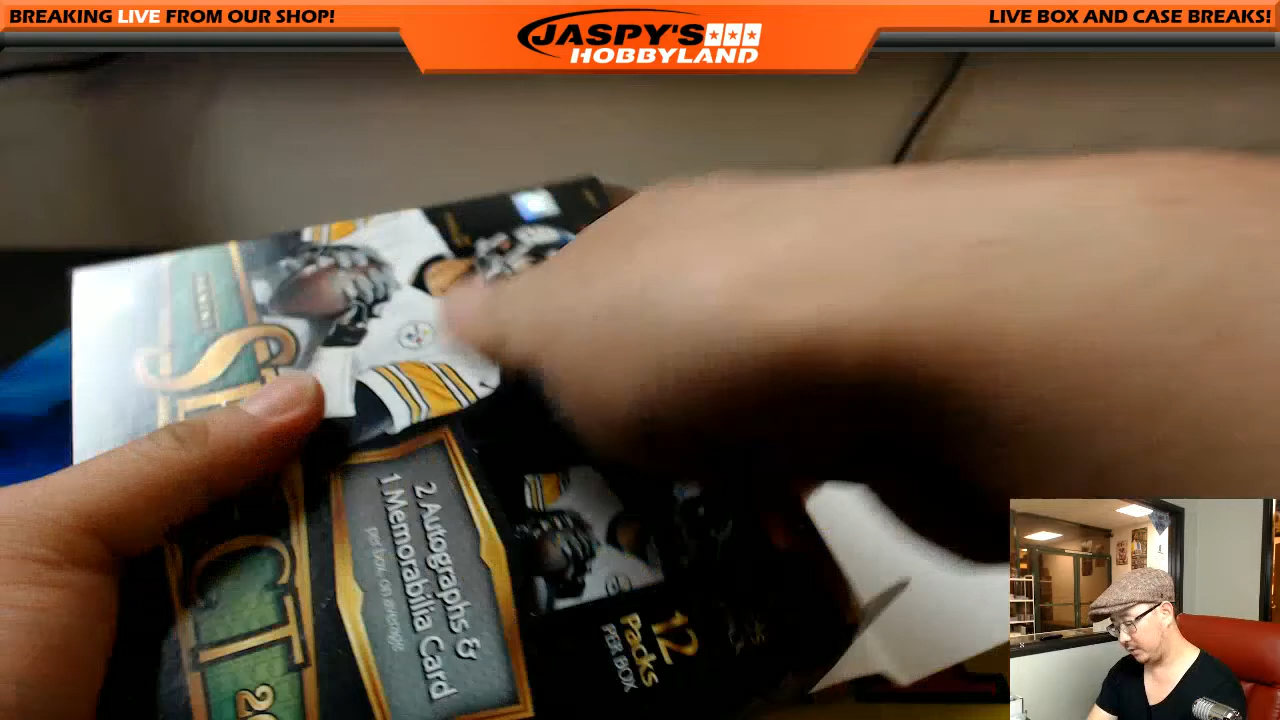 BREAKING LIVE FROM OUR SHOP!
JASPY'S
HOBBYLAND
LIVE BOX AND CASE BREAKS!
2 Autographs &
1 Memorabilia Card
per box, on average
12
Packs
PER BOX